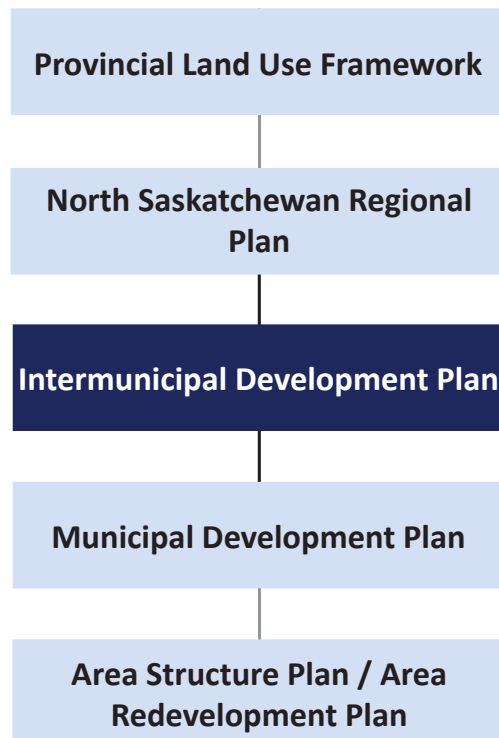 Provincial Land Use Framework
North Saskatchewan Regional
Plan
Intermunicipal Development Plan
Municipal Development Plan
Area Structure Plan / Area
Redevelopment Plan